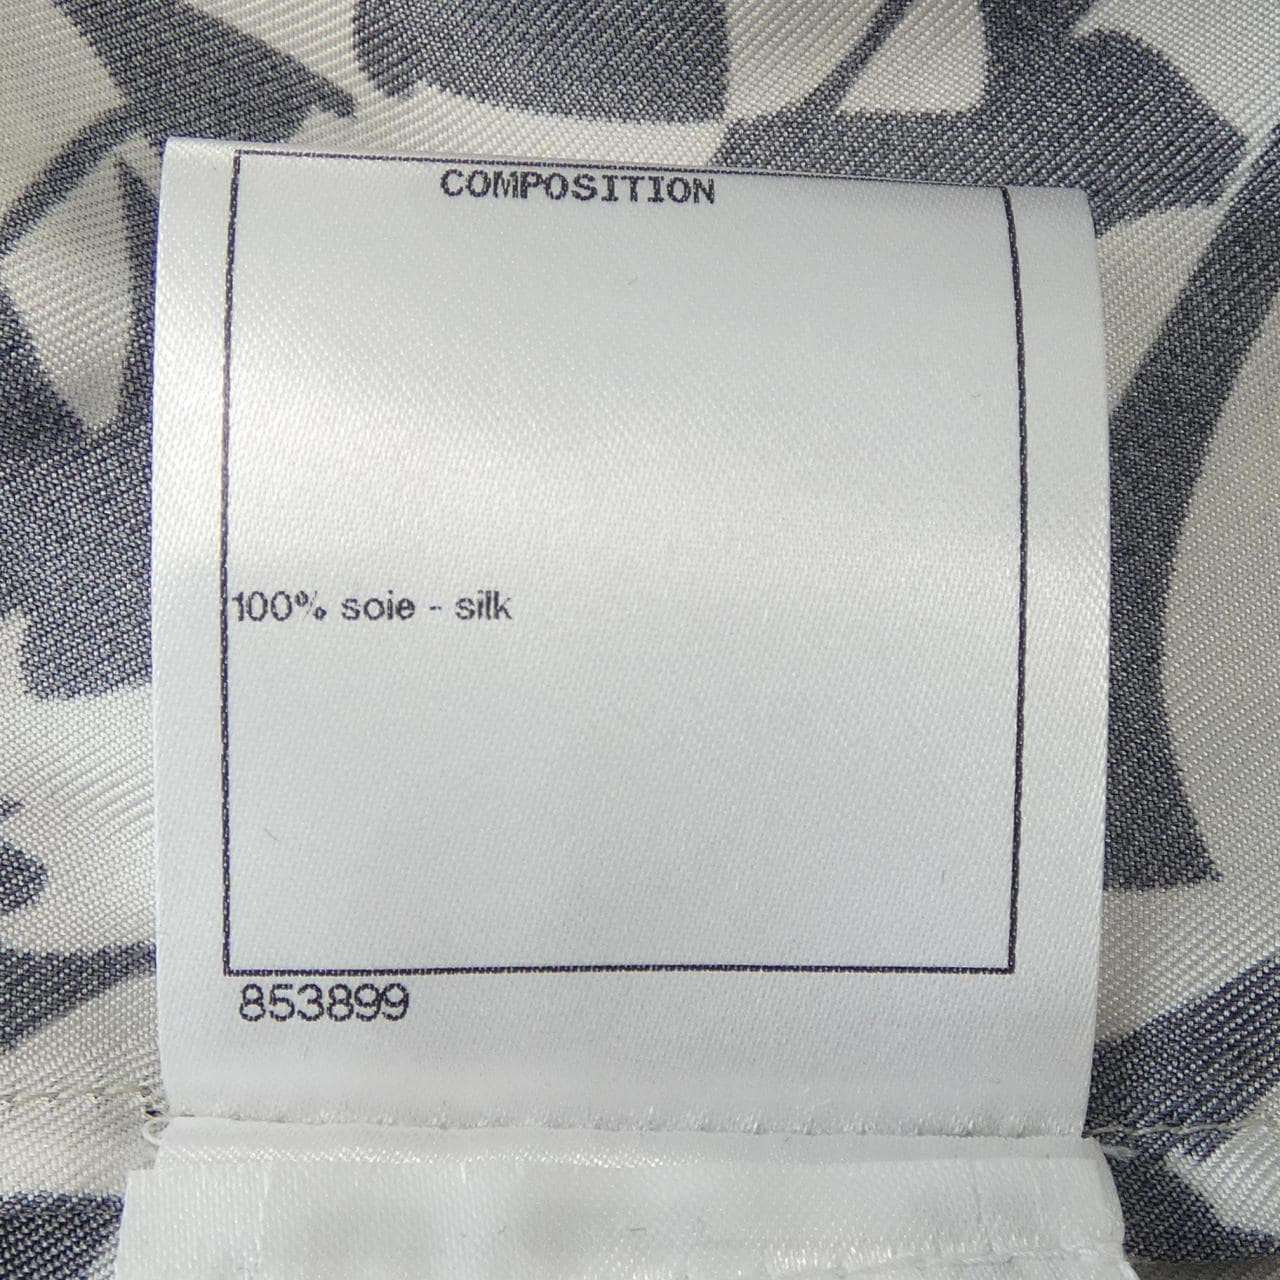 COMPOSITION
100% soie - silk
853899